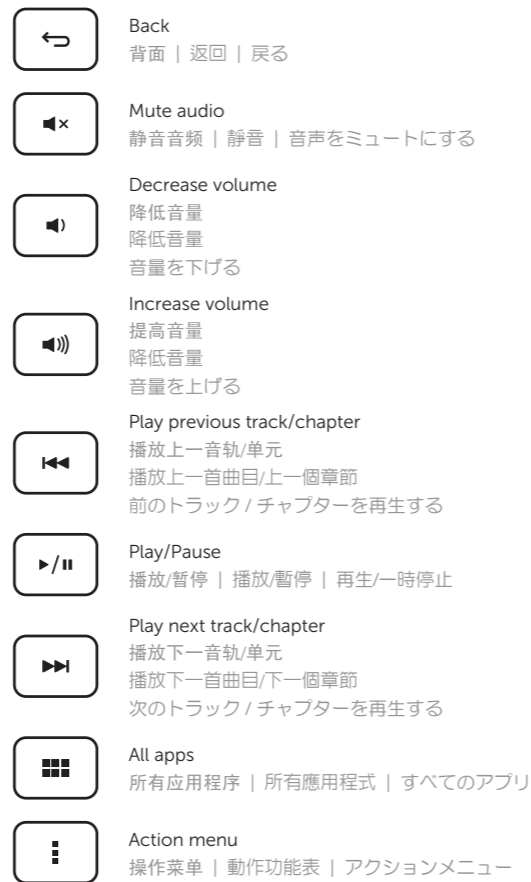 Back
背面 | 返回 | 戻る
Mute audio
静音音频 | 靜音 | 音声をミュートにする
Decrease volume
降低音量
降低音量
音量を下げる
Increase volume
提高音量
降低音量
音量を上げる
Play previous track/chapter
播放上一音轨/单元
播放上一首曲目/上一個章節
前のトラック / チャプターを再生する
Play/Pause
播放/暂停 | 播放/暫停 | 再生/一時停止
Play next track/chapter
播放下一音轨/单元
播放下一首曲目/下一個章節
次のトラック / チャプターを再生する
All apps
所有应用程序 | 所有應用程式 | すべてのアプリ
Action menu
操作菜单 | 動作功能表 | アクションメニュー